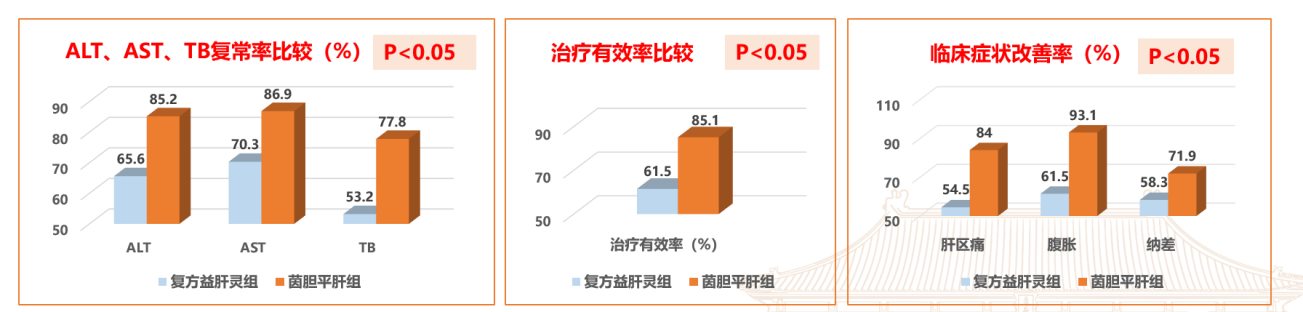 ALT、AST、TB复常率比较（%）
P<0.05
90
80
70
60
50
65.6
85.2
70.3
86.9
53.2
77.8
ALT
AST
TB
复方益肝灵组
茵胆平肝组
治疗有效率比较
P<0.05
90
70
50
61.5
85.1
治疗有效率（%）
复方益肝灵组
茵胆平肝组
临床症状改善率（%）
P<0.05
110
90
70
50
54.5
84
61.5
93.1
58.3
71.9
肝区痛
腹胀
纳差
复方益肝灵组
茵胆平肝组